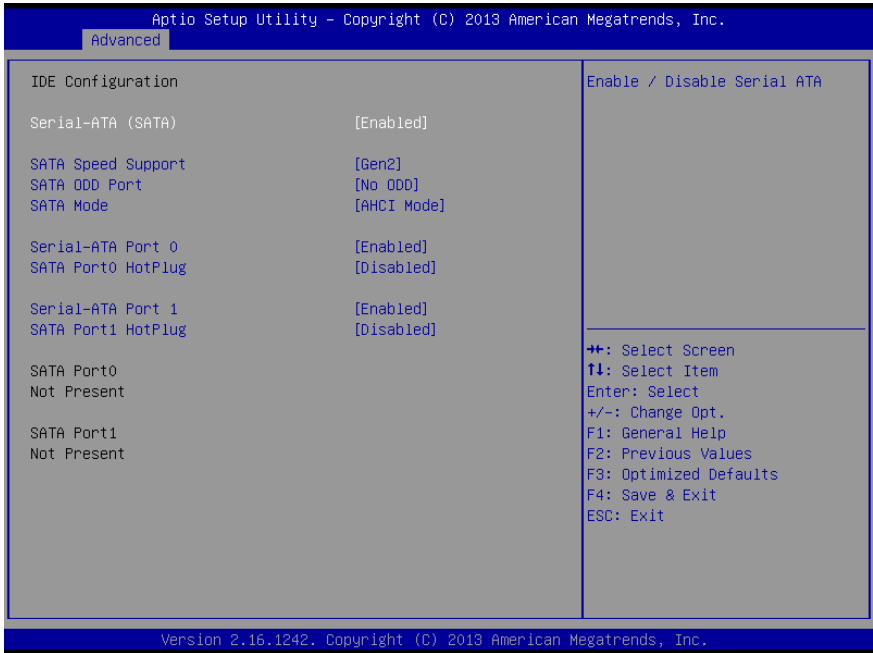 Aptio Setup Utility – Copyright (C) 2013 American Megatrends, Inc.
Advanced
IDE Configuration
Serial-ATA (SATA) [Enabled]
SATA Speed Support [Gen2]
SATA ODD Port [No ODD]
SATA Mode [AHCI Mode]
Serial-ATA Port 0 [Enabled]
SATA Port0 HotPlug [Disabled]
Serial-ATA Port 1 [Enabled]
SATA Port1 HotPlug [Disabled]
SATA Port0
Not Present
SATA Port1
Not Present
Enable / Disable Serial ATA
→←: Select Screen
↑↓: Select Item
Enter: Select
+/-: Change Opt.
F1: General Help
F2: Previous Values
F3: Optimized Defaults
F4: Save & Exit
ESC: Exit
Version 2.16.1242. Copyright (C) 2013 American Megatrends, Inc.